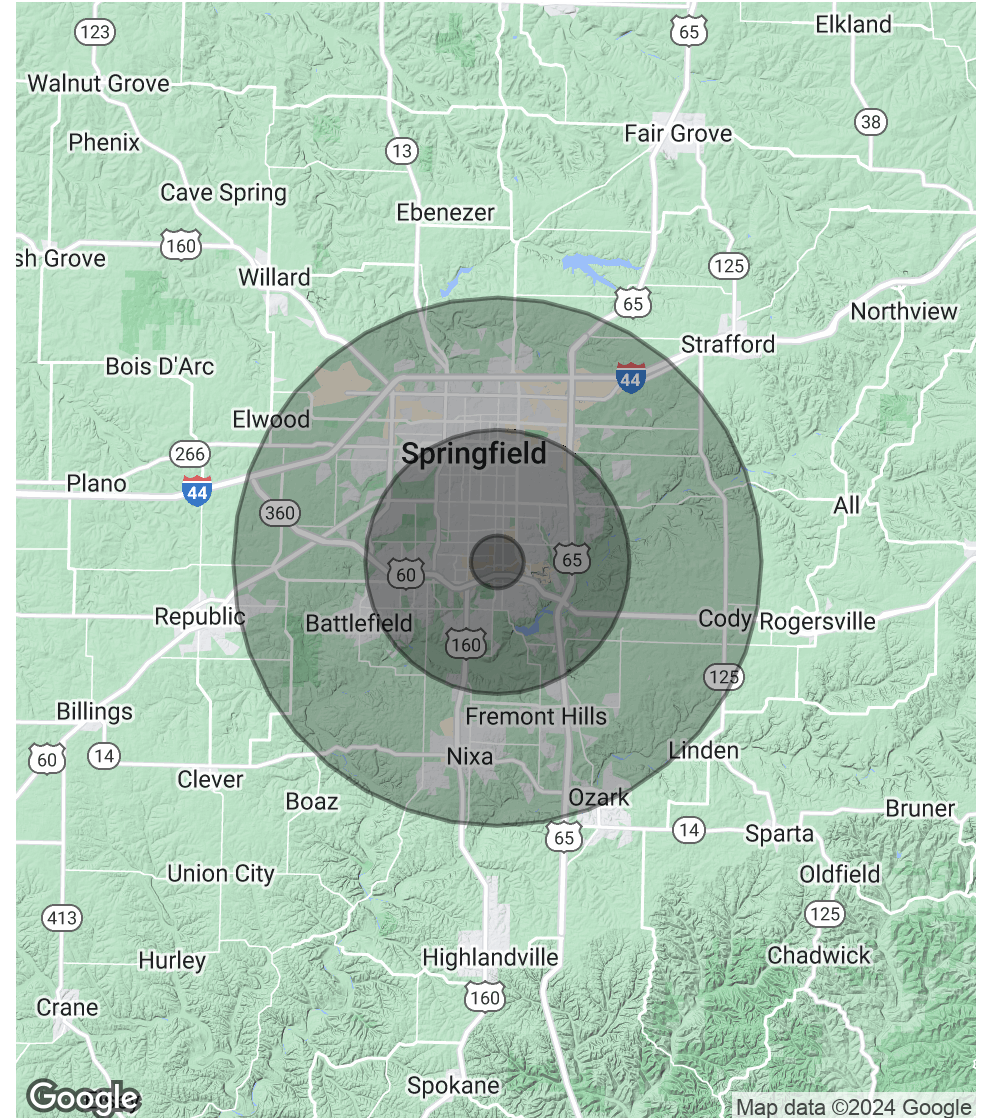 123
65
Elkland
Walnut Grove
38
Fair Grove
Phenix
13
Cave Spring
Ebenezer
160
sh Grove
125
Willard
65
Northview
Strafford
Bois D'Arc
44
Elwood
Springfield
266
Plano
44
All
360
65
60
Republic
Battlefield
Cody
Rogersville
160
125
Billings
Fremont Hills
Linden
60
14
Nixa
Clever
Boaz
Ozark
Bruner
65
14
Sparta
Union City
Oldfield
413
125
Hurley
Highlandville
Chadwick
160
Crane
Spokane
Google
Map data ©2024 Google